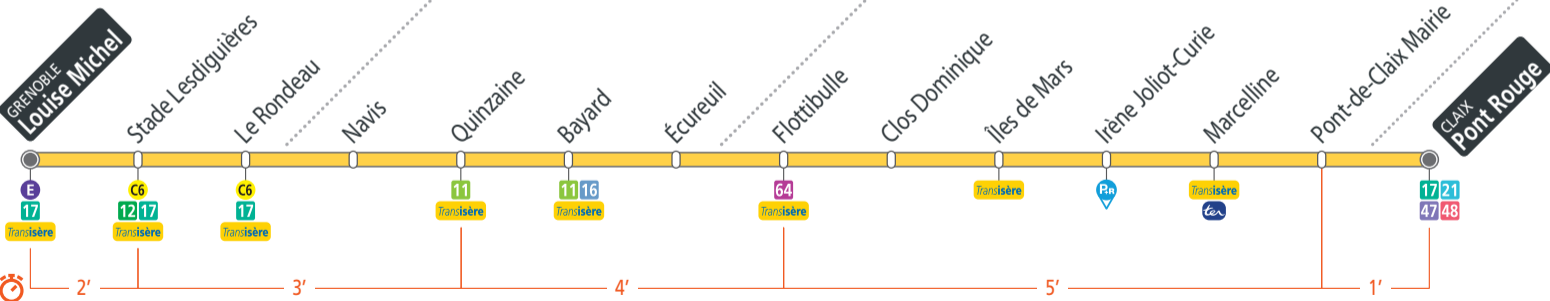 GRENOBLE
Louise Michel
Stade Lesdiguières
Le Rondeau
Navis
Quinzaine
Bayard
Écureuil
Flottibulle
Clos Dominique
Îles de Mars
Irène Joliot-Curie
Marcelline
Pont-de-Claix Mairie
CLAIX
Pont Rouge
E
17
Transisère
C6
12 17
Transisère
C6
17
Transisère
11
Transisère
11 16
Transisère
64
Transisère
Transisère
P+R
Transisère
ter
17 21
47 48
2’
3’
4’
5’
1’